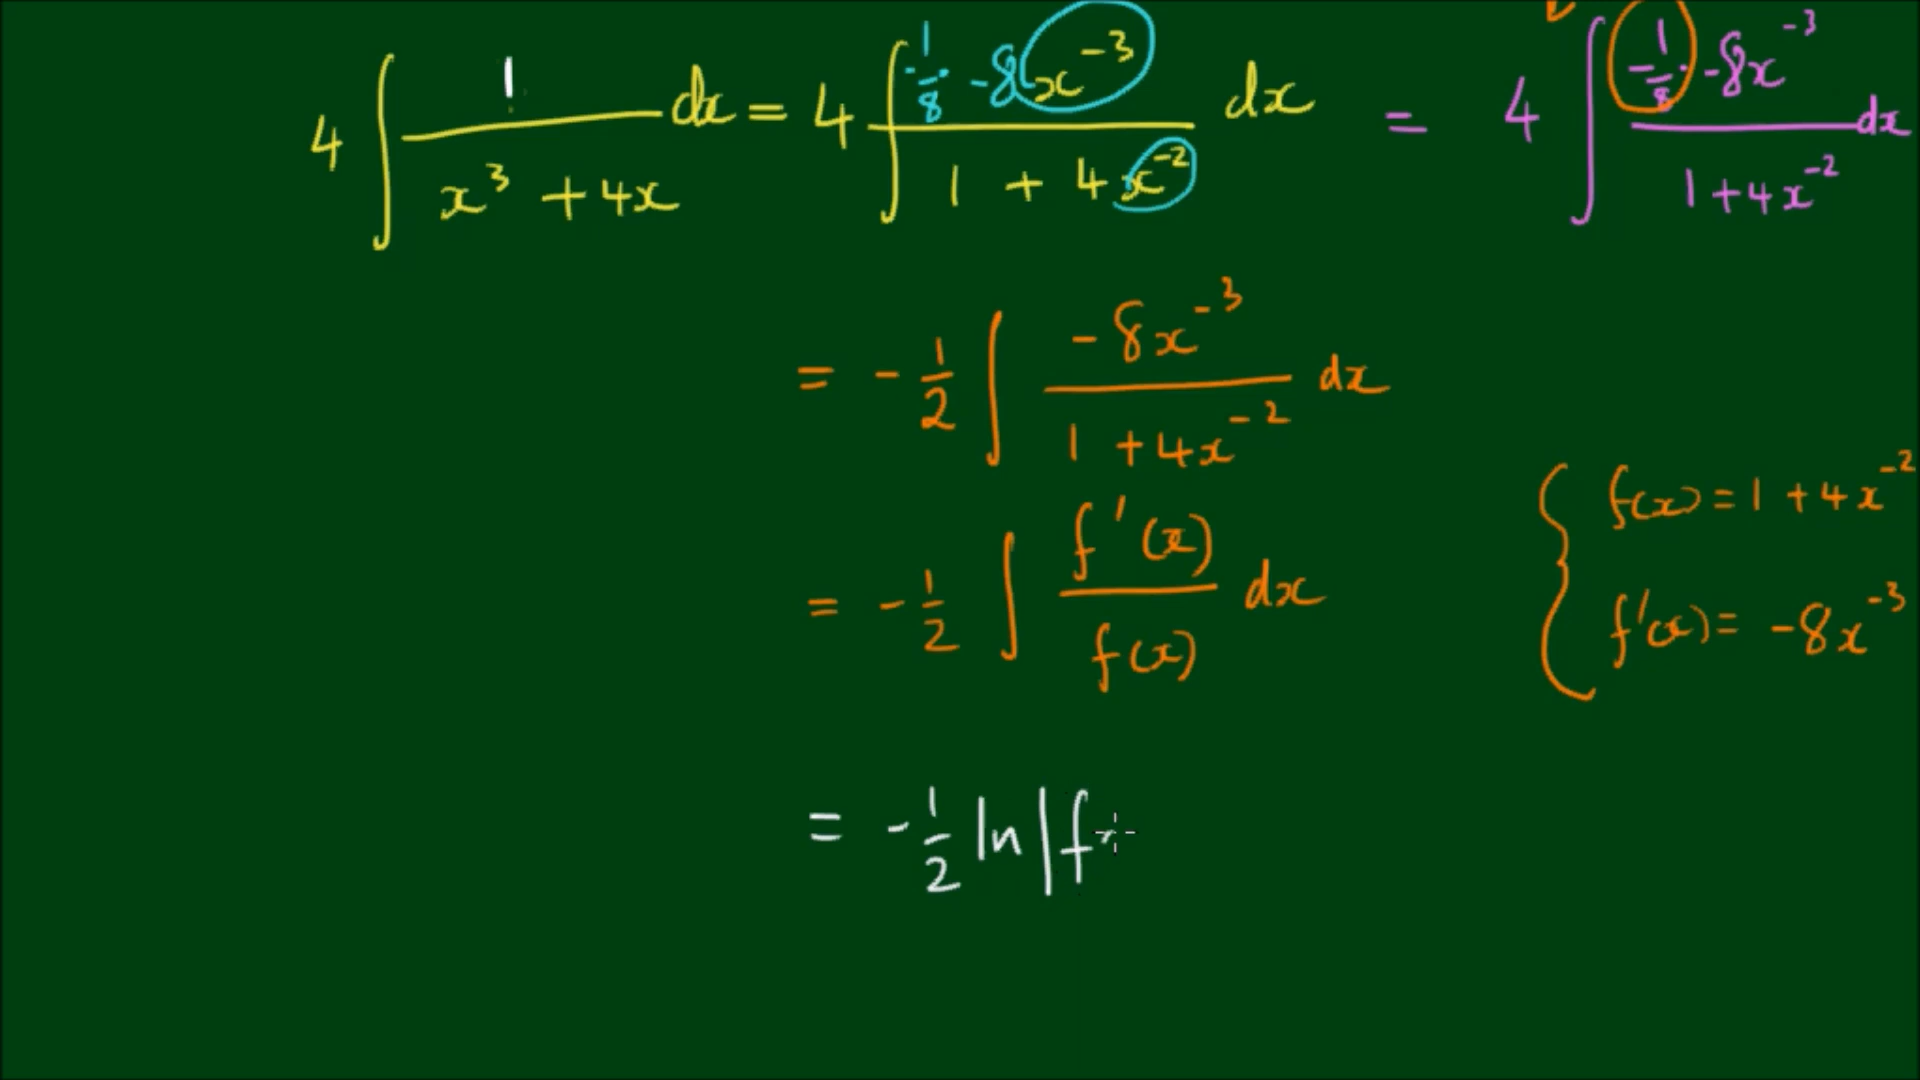 4 ∫ 1/(x³ + 4x) dx = 4 ∫ (-1/8 · -8x⁻³)/(1 + 4x⁻²) dx = 4 ∫ (-1/8 · -8x⁻³)/(1 + 4x⁻²) dx
= -1/2 ∫ (-8x⁻³)/(1 + 4x⁻²) dx
f(x) = 1 + 4x⁻²
= -1/2 ∫ f'(x)/f(x) dx
f'(x) = -8x⁻³
= -1/2 ln|f